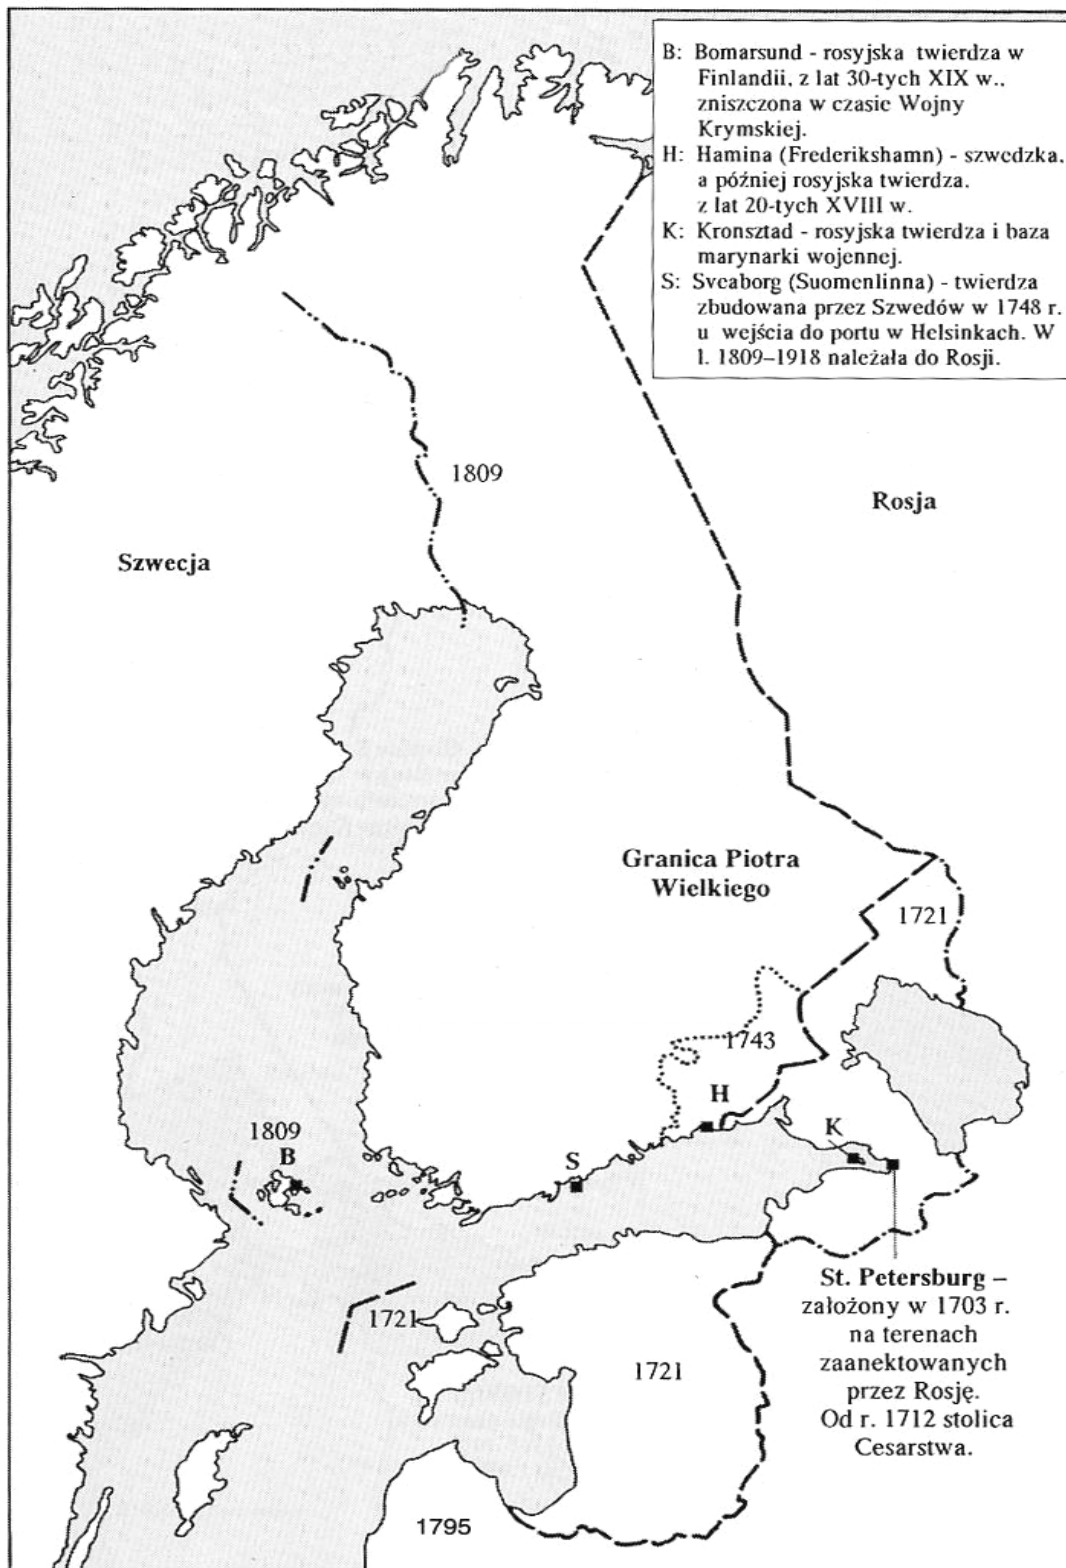 B: Bomarsund - rosyjska twierdza w
Finlandii, z lat 30-tych XIX w.,
zniszczona w czasie Wojny
Krymskiej.
H: Hamina (Frederikshamn) - szwedzka,
a później rosyjska twierdza,
z lat 20-tych XVIII w.
K: Kronsztad - rosyjska twierdza i baza
marynarki wojennej.
S: Sveaborg (Suomenlinna) - twierdza
zbudowana przez Szwedów w 1748 r.
u wejścia do portu w Helsinkach. W
l. 1809–1918 należała do Rosji.
1809
Rosja
Szwecja
Granica Piotra
Wielkiego
1721
1743
H
1809
B
K
S
St. Petersburg –
założony w 1703 r.
na terenach
zaanektowanych
przez Rosję.
Od r. 1712 stolica
Cesarstwa.
1721
1721
1795